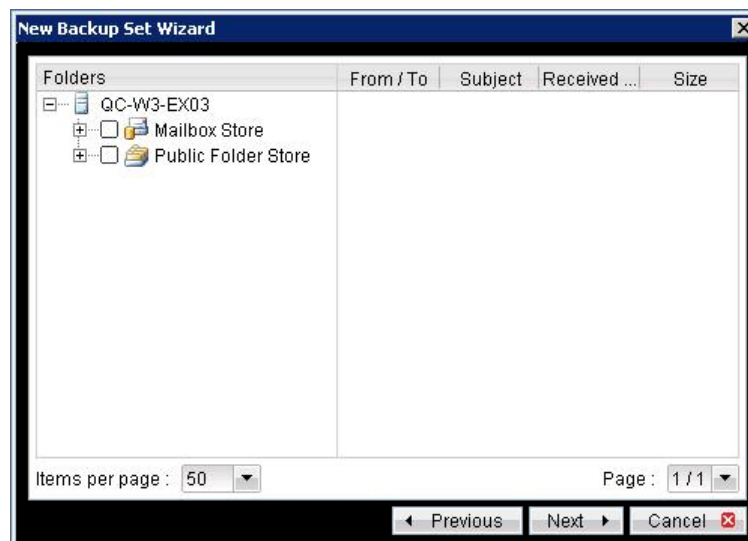 New Backup Set Wizard
Folders From / To Subject Received ... Size
QC-W3-EX03
Mailbox Store
Public Folder Store
Items per page : 50 Page : 1 / 1
Previous Next Cancel